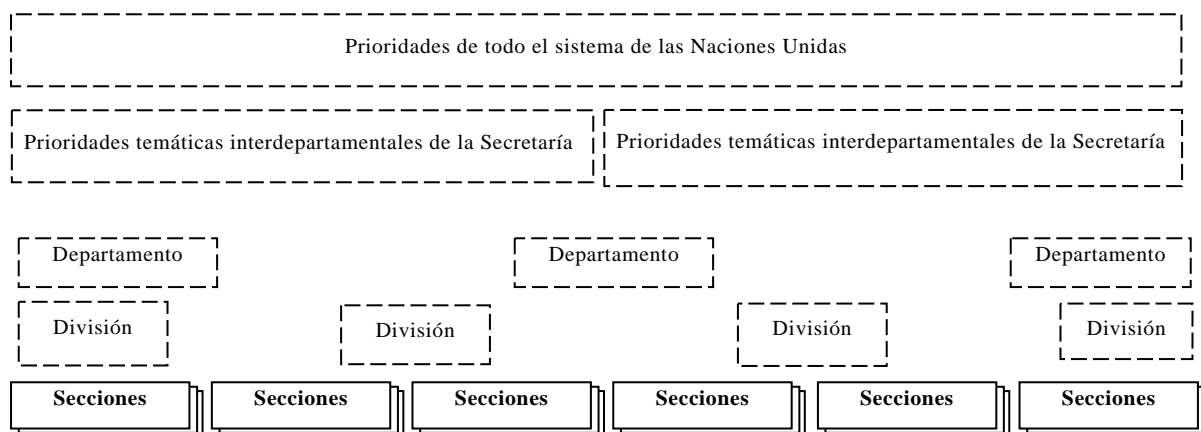 Prioridades de todo el sistema de las Naciones Unidas
Prioridades temáticas interdepartamentales de la Secretaría
Prioridades temáticas interdepartamentales de la Secretaría
Departamento
Departamento
Departamento
División
División
División
División
Secciones
Secciones
Secciones
Secciones
Secciones
Secciones